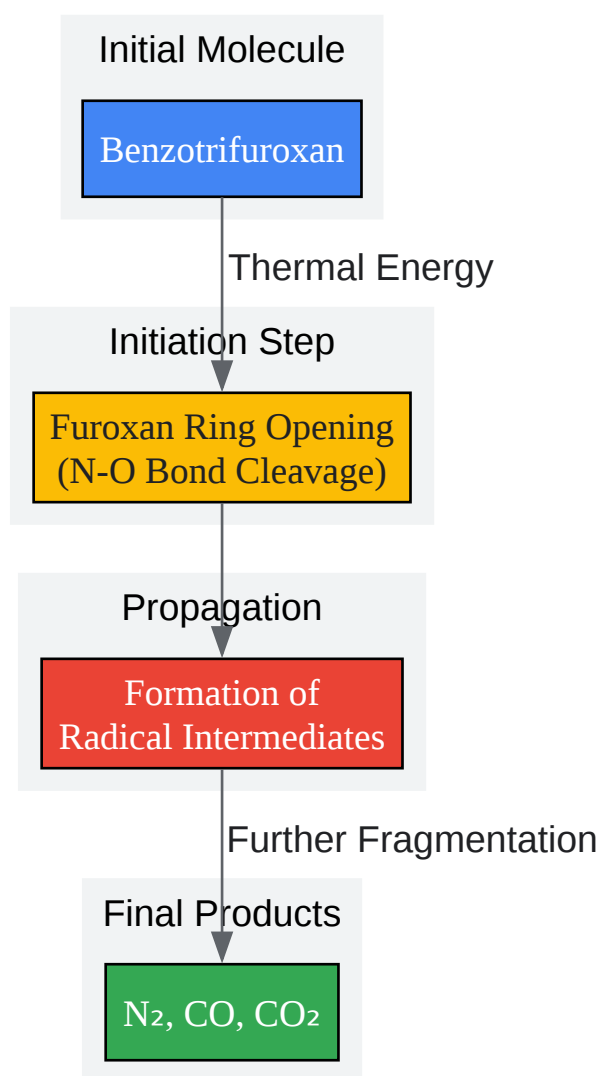 Initial Molecule
Benzotrifuroxan
Thermal Energy
Initiation Step
Furoxan Ring Opening
(N-O Bond Cleavage)
Propagation
Formation of
Radical Intermediates
Further Fragmentation
Final Products
N₂, CO, CO₂